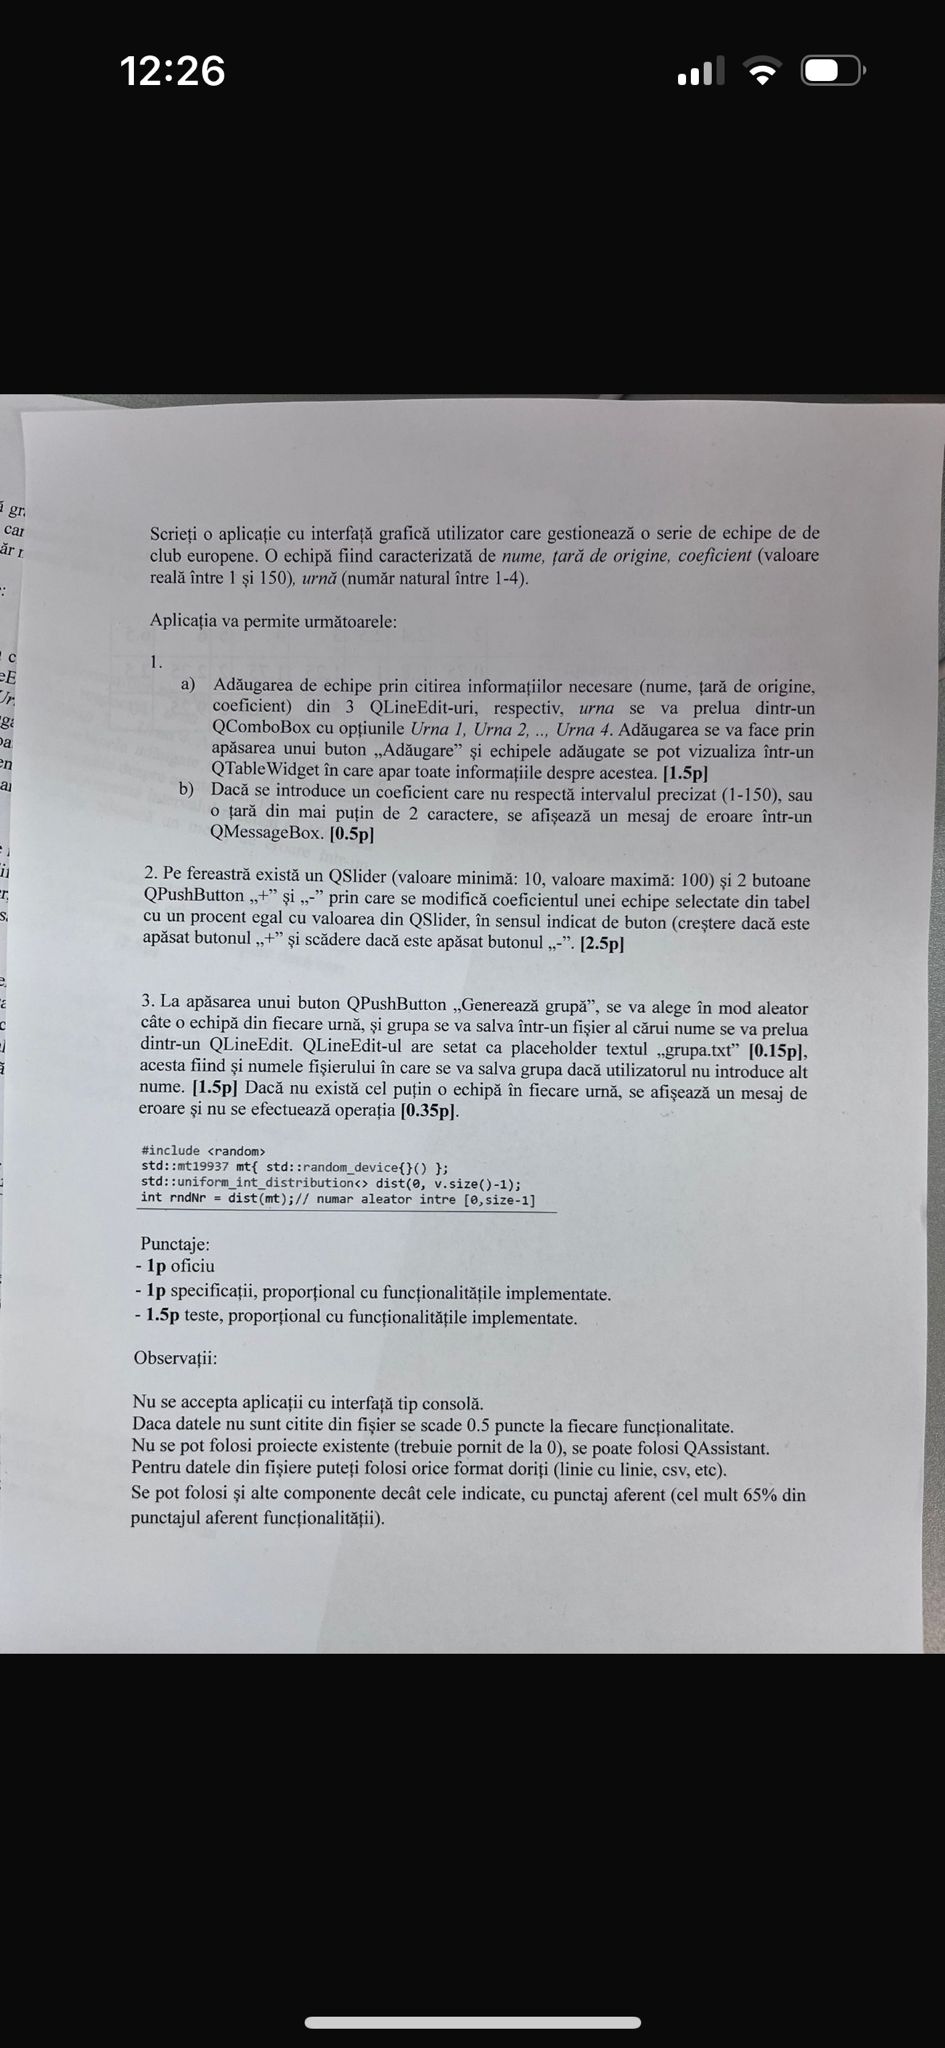 12:26
Scrieți o aplicație cu interfață grafică utilizator care gestionează o serie de echipe de de
club europene. O echipă fiind caracterizată de nume, țară de origine, coeficient (valoare
reală între 1 și 150), urnă (număr natural între 1-4).
Aplicația va permite următoarele:
1.
a) Adăugarea de echipe prin citirea informațiilor necesare (nume, țară de origine,
coeficient) din 3 QLineEdit-uri, respectiv, urna se va prelua dintr-un
QComboBox cu opțiunile Urna 1, Urna 2, .., Urna 4. Adăugarea se va face prin
apăsarea unui buton „Adăugare” și echipele adăugate se pot vizualiza într-un
QTableWidget în care apar toate informațiile despre acestea. [1.5p]
b) Dacă se introduce un coeficient care nu respectă intervalul precizat (1-150), sau
o țară din mai puțin de 2 caractere, se afișează un mesaj de eroare într-un
QMessageBox. [0.5p]
2. Pe fereastră există un QSlider (valoare minimă: 10, valoare maximă: 100) și 2 butoane
QPushButton „+” și „-” prin care se modifică coeficientul unei echipe selectate din tabel
cu un procent egal cu valoarea din QSlider, în sensul indicat de buton (creștere dacă este
apăsat butonul „+” și scădere dacă este apăsat butonul „-”. [2.5p]
3. La apăsarea unui buton QPushButton „Generează grupă”, se va alege în mod aleator
câte o echipă din fiecare urnă, și grupa se va salva într-un fișier al cărui nume se va prelua
dintr-un QLineEdit. QLineEdit-ul are setat ca placeholder textul „grupa.txt” [0.15p],
acesta fiind și numele fișierului în care se va salva grupa dacă utilizatorul nu introduce alt
nume. [1.5p] Dacă nu există cel puțin o echipă în fiecare urnă, se afișează un mesaj de
eroare și nu se efectuează operația [0.35p].
#include <random>
std::mt19937 mt{ std::random_device{}() };
std::uniform_int_distribution<> dist(0, v.size()-1);
int rndNr = dist(mt);// numar aleator intre [0,size-1]
Punctaje:
- 1p oficiu
- 1p specificații, proporțional cu funcționalitățile implementate.
- 1.5p teste, proporțional cu funcționalitățile implementate.
Observații:
Nu se accepta aplicații cu interfață tip consolă.
Daca datele nu sunt citite din fișier se scade 0.5 puncte la fiecare funcționalitate.
Nu se pot folosi proiecte existente (trebuie pornit de la 0), se poate folosi QAssistant.
Pentru datele din fișiere puteți folosi orice format doriți (linie cu linie, csv, etc).
Se pot folosi și alte componente decât cele indicate, cu punctaj aferent (cel mult 65% din
punctajul aferent funcționalității).